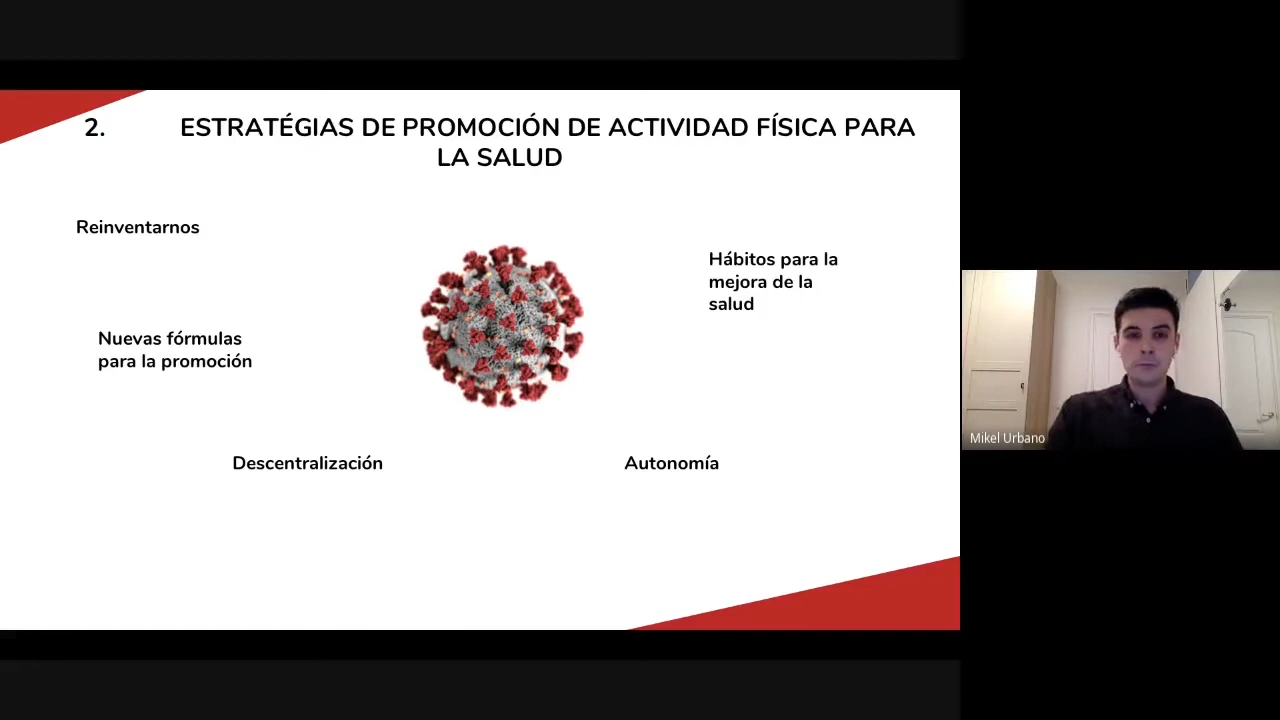 2. ESTRATÉGIAS DE PROMOCIÓN DE ACTIVIDAD FÍSICA PARA
LA SALUD
Reinventarnos
Hábitos para la
mejora de la
salud
Nuevas fórmulas
para la promoción
Descentralización
Autonomía
Mikel Urbano